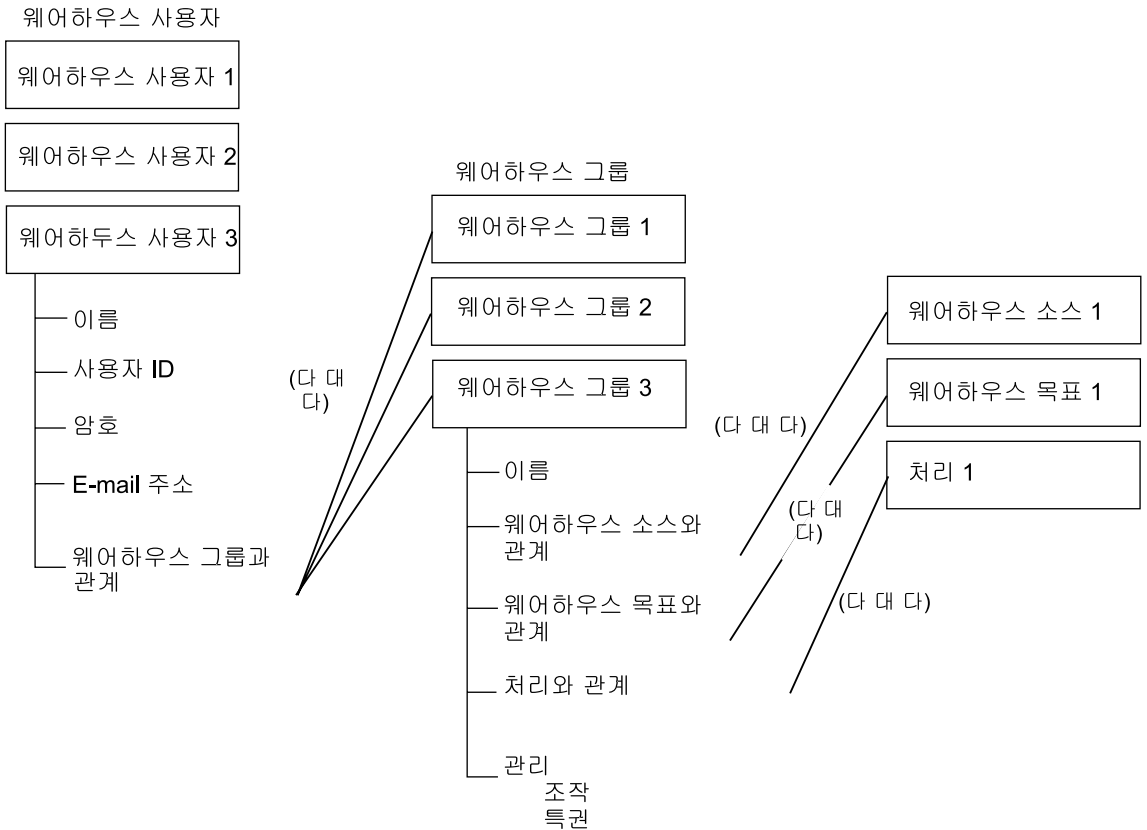 웨어하우스 사용자
웨어하우스 사용자 1
웨어하우스 사용자 2
웨어하두스 사용자 3
이름
사용자 ID
암호
E-mail 주소
웨어하우스 그룹과
관계
(다 대
다)
웨어하우스 그룹
웨어하우스 그룹 1
웨어하우스 그룹 2
웨어하우스 그룹 3
이름
웨어하우스 소스와
관계
웨어하우스 목표와
관계
처리와 관계
관리
조작
특권
(다 대 다)
(다 대
다)
(다 대 다)
웨어하우스 소스 1
웨어하우스 목표 1
처리 1